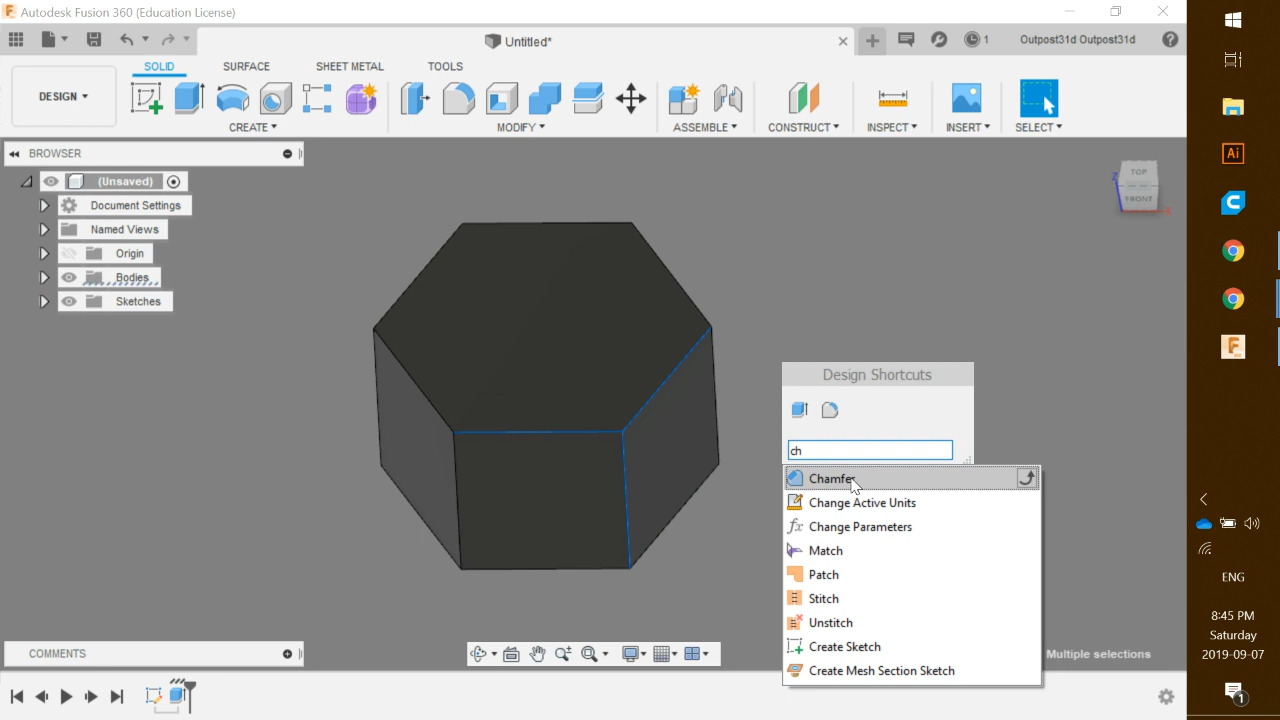 Autodesk Fusion 360 (Education License)
Untitled*
1
Outpost31d Outpost31d
SOLID
SURFACE
SHEET METAL
TOOLS
DESIGN
CREATE
MODIFY
ASSEMBLE
CONSTRUCT
INSPECT
INSERT
SELECT
BROWSER
(Unsaved)
Document Settings
Named Views
Origin
Bodies
Sketches
TOP
FRONT
Z
X
Ai
Design Shortcuts
ch
Chamfer
Change Active Units
Change Parameters
Match
Patch
Stitch
Unstitch
Create Sketch
Create Mesh Section Sketch
COMMENTS
Multiple selections
ENG
8:45 PM
Saturday
2019-09-07
1